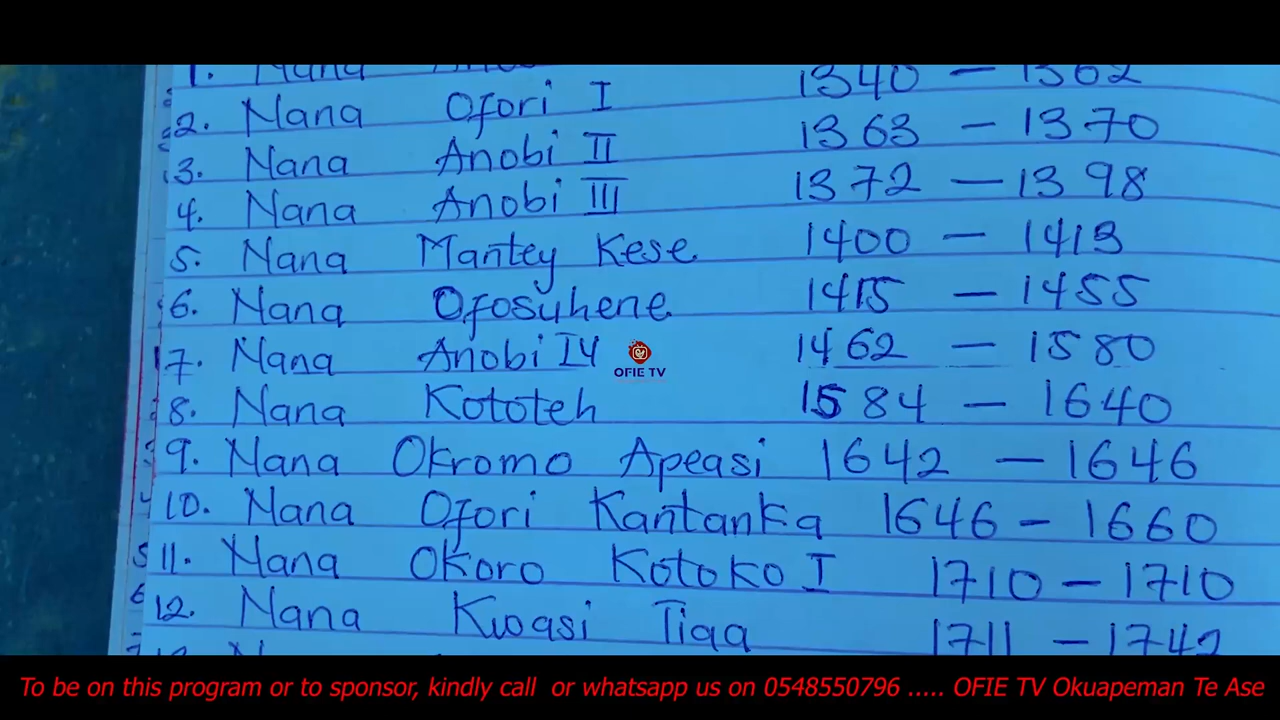 1. Nana
2. Nana Ofori I 1340 – 1362
3. Nana Anobi II 1363 – 1370
4. Nana Anobi III 1372 – 1398
5. Nana Mantey Kese 1400 – 1413
6. Nana Ofosuhene 1415 – 1455
7. Nana Anobi IV 1462 – 1580
8. Nana Kototeh 1584 – 1640
9. Nana Okromo Apeasi 1642 – 1646
10. Nana Ofori Kantanka 1646 – 1660
11. Nana Okoro Kotoko I 1710 – 1710
12. Nana Kwasi Tiaa 1711 – 1742
OFIE TV
To be on this program or to sponsor, kindly call or whatsapp us on 0548550796 ..... OFIE TV Okuapeman Te Ase